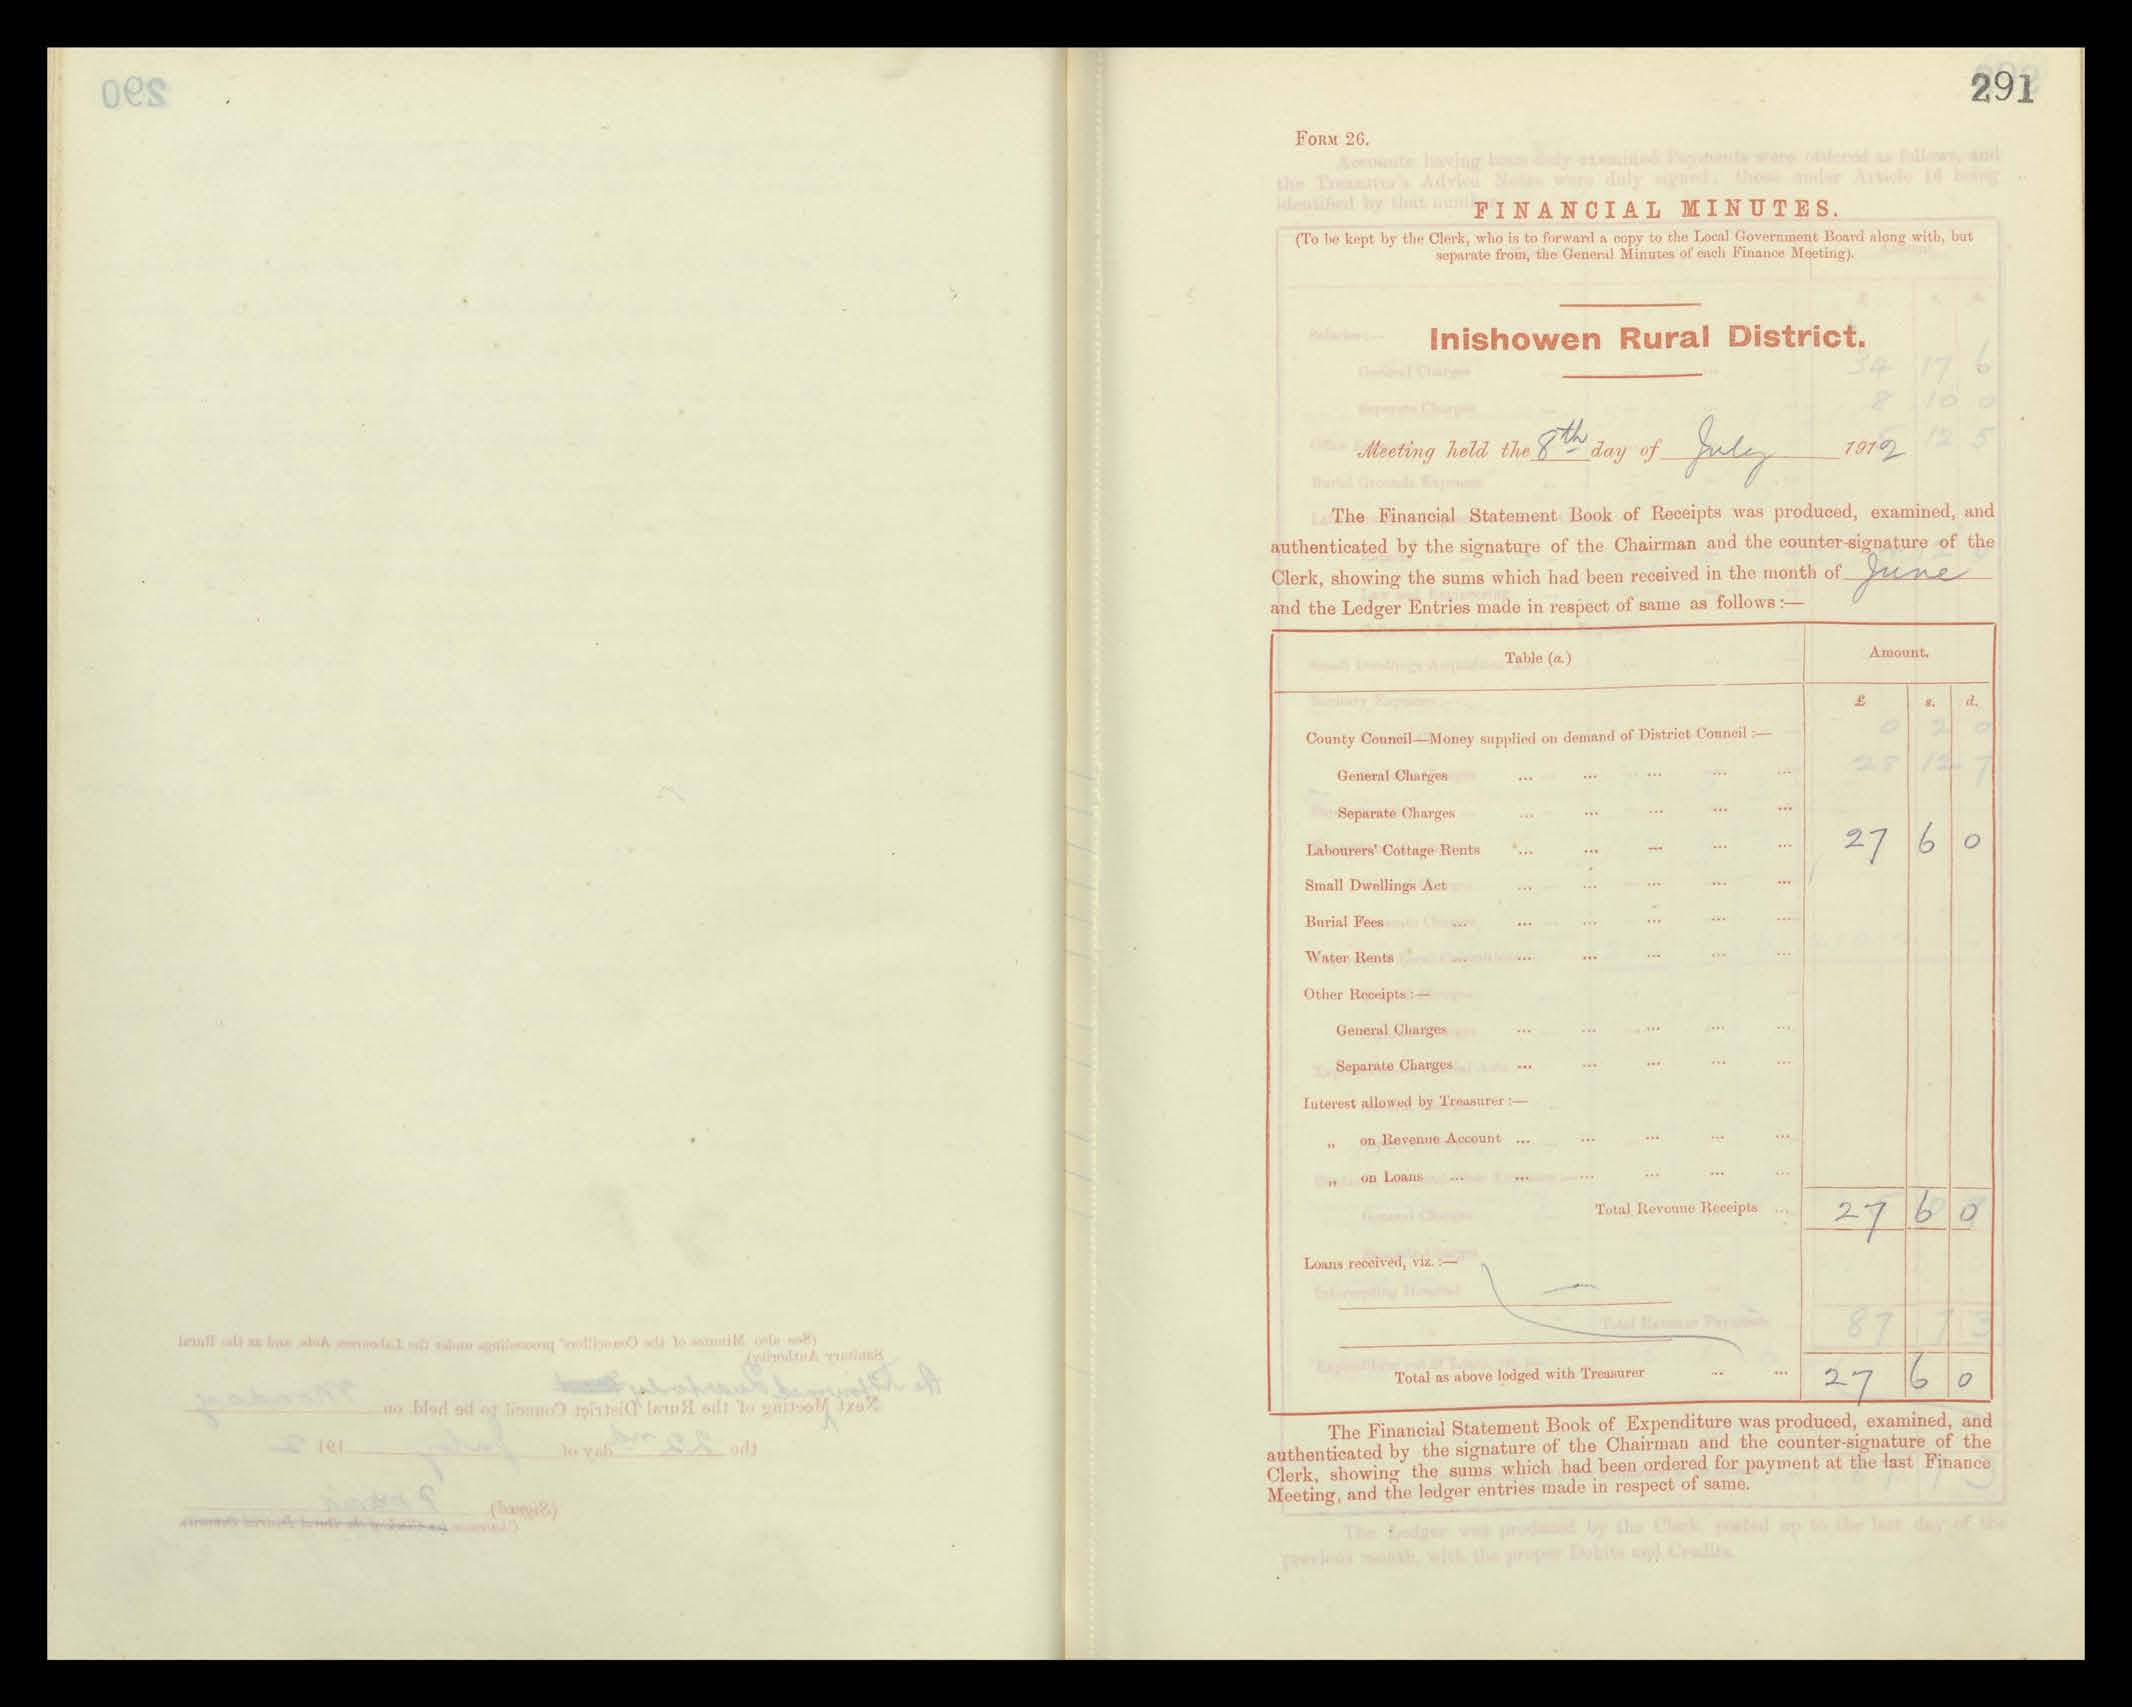 290
291
FORM 26.
FINANCIAL MINUTES.
(To be kept by the Clerk, who is to forward a copy to the Local Government Board along with, but
separate from, the General Minutes of each Finance Meeting).
Inishowen Rural District.
Meeting held the 8th day of July 1912
The Financial Statement Book of Receipts was produced, examined, and
authenticated by the signature of the Chairman and the counter-signature of the
Clerk, showing the sums which had been received in the month of June
and the Ledger Entries made in respect of same as follows:—
Table (a.) Amount.
£ s. d.
County Council—Money supplied on demand of District Council :—
General Charges ... ... ... ... ...
Separate Charges ... ... ... ... ...
Labourers' Cottage Rents ... ... ... ... ... 27 6 0
Small Dwellings Act ... ... ... ... ...
Burial Fees ... ... ... ... ... ...
Water Rents ... ... ... ... ... ...
Other Receipts :—
General Charges ... ... ... ... ...
Separate Charges ... ... ... ... ...
Interest allowed by Treasurer :—
„ on Revenue Account ... ... ... ... ...
„ on Loans ... ... ... ... ... ...
Total Revenue Receipts ... 27 6 0
Loans received, viz. :—
—
Total as above lodged with Treasurer ... ... 27 6 0
The Financial Statement Book of Expenditure was produced, examined, and
authenticated by the signature of the Chairman and the counter-signature of the
Clerk, showing the sums which had been ordered for payment at the last Finance
Meeting, and the ledger entries made in respect of same.